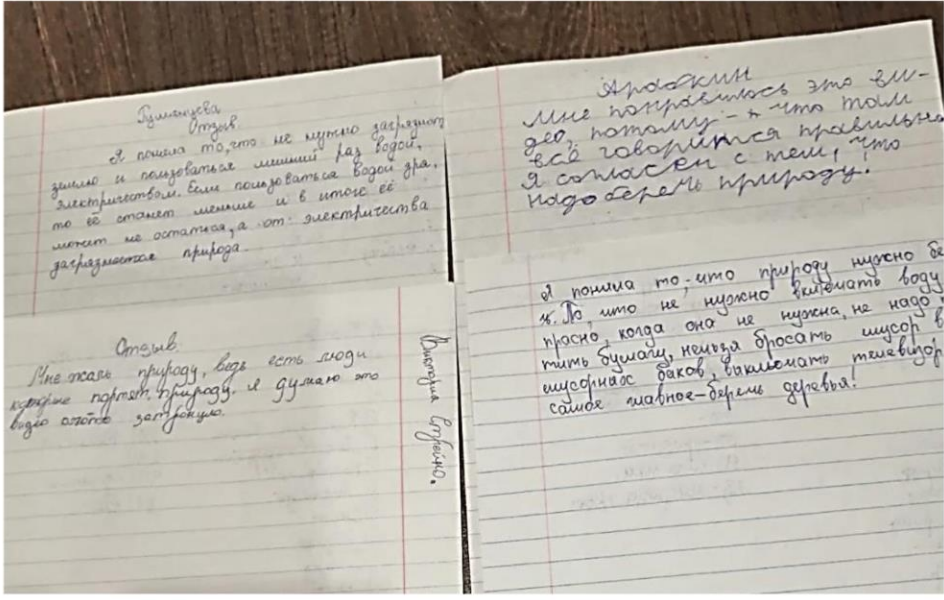 Отзыв.
Я поняла то, что не нужно загрязнять
землю и пользоваться лишний раз водой,
электричеством. Если пользоваться водой зря,
то её станет меньше и в итоге её
может не остаться, а от электричества
загрязняется природа.
Мне понравилось это ви-
део, потому-что там
всё говорится правильно
Я согласен с тем, что
надо беречь природу!
Отзыв.
Мне жаль природу, ведь есть люди
которые портят природу. Я думаю это
видео затронуло.
Виктория
Я поняла то, что природу нужно бе
То, что не нужно включать воду
прасно, когда она не нужна, не надо
тить бумагу, нельзя бросать мусор
мусорных баков, выключать телевизор
самое главное-беречь деревья!